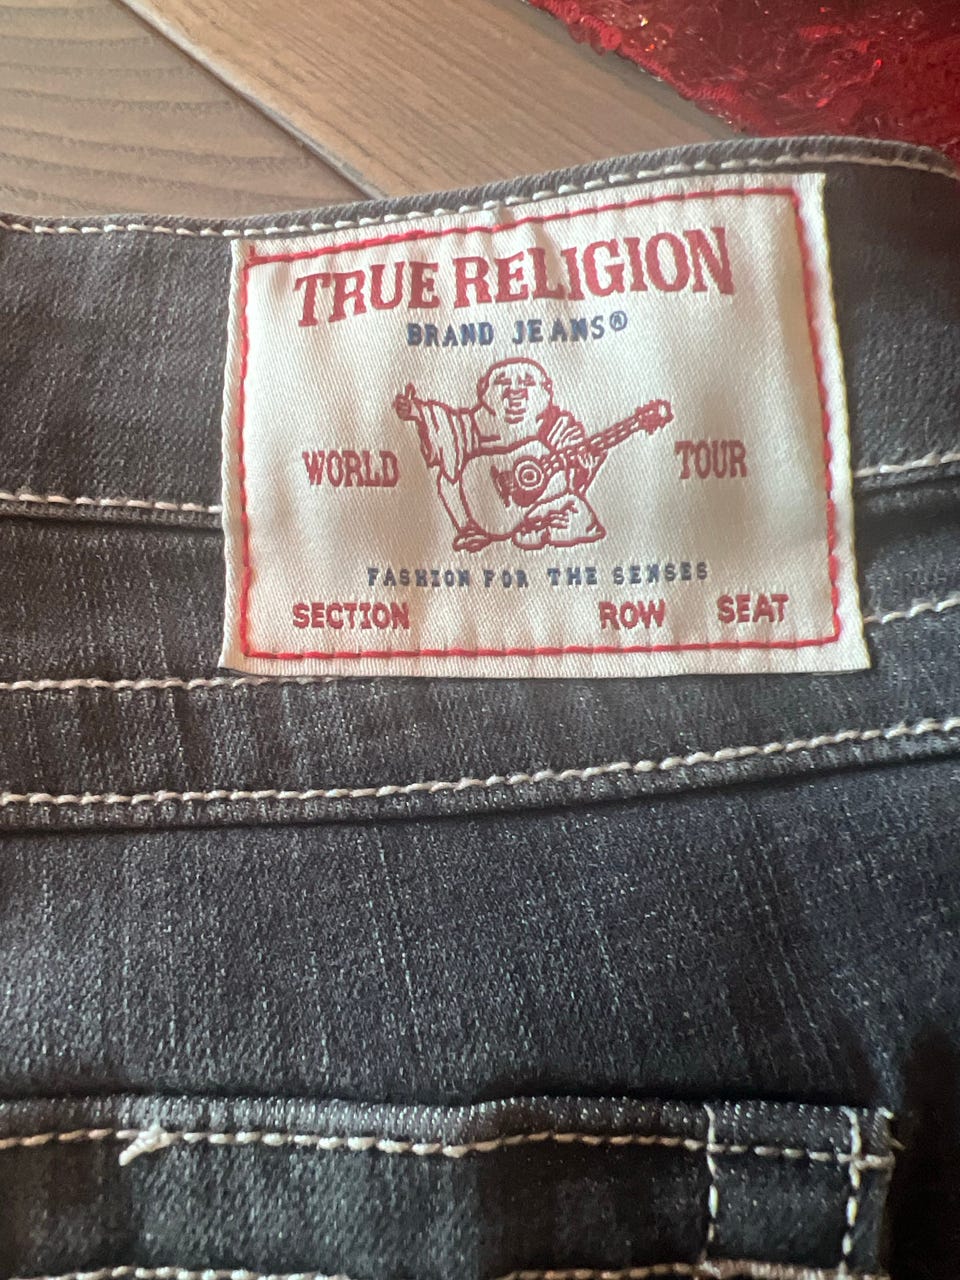 TRUE RELIGION
BRAND JEANS®
WORLD TOUR
FASHION FOR THE SENSES
SECTION ROW SEAT